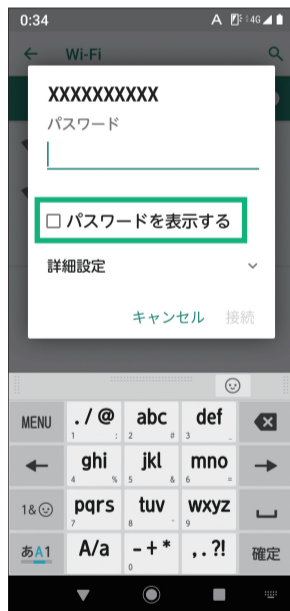 0:34 A 4G
Wi-Fi
XXXXXXXXXX
パスワード
パスワードを表示する
詳細設定
キャンセル 接続
MENU ./@ abc def
1 : 2 # 3 _
ghi jkl mno
4 % 5 & 6 =
1&☺ pqrs tuv wxyz
7 8 9
あA1 A/a -+* ,.?! 確定
0